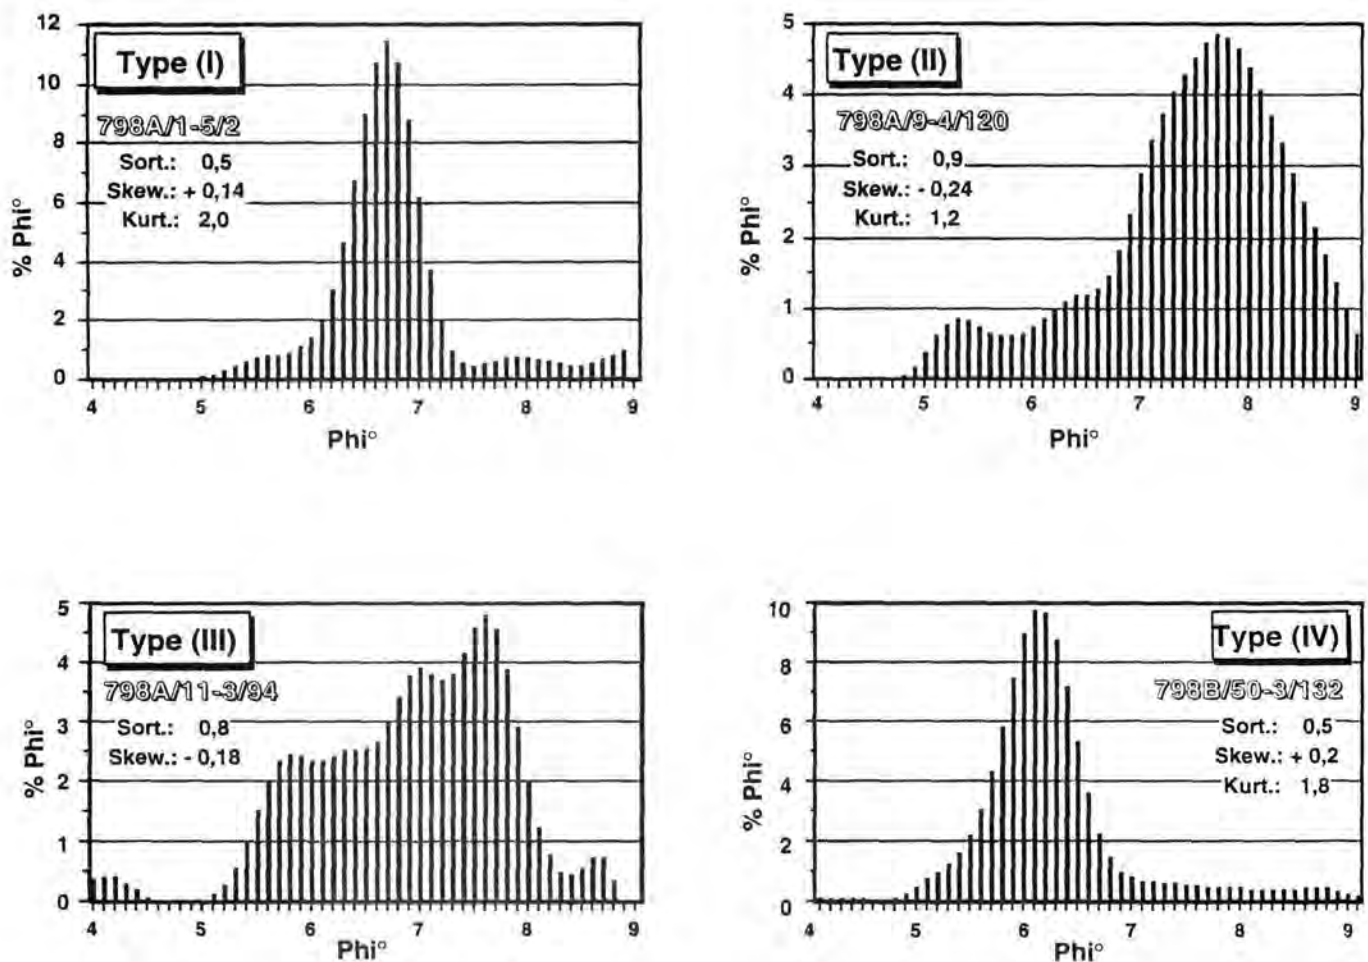 12
10
8
6
4
2
0
% Phi°
Type (I)
798A/1-5/2
Sort.: 0,5
Skew.: + 0,14
Kurt.: 2,0
4 5 6 7 8 9
Phi°
5
4
3
2
1
0
% Phi°
Type (II)
798A/9-4/120
Sort.: 0,9
Skew.: - 0,24
Kurt.: 1,2
4 5 6 7 8 9
Phi°
5
4
3
2
1
0
% Phi°
Type (III)
798A/11-3/94
Sort.: 0,8
Skew.: - 0,18
4 5 6 7 8 9
Phi°
10
8
6
4
2
0
% Phi°
Type (IV)
798B/50-3/132
Sort.: 0,5
Skew.: + 0,2
Kurt.: 1,8
4 5 6 7 8 9
Phi°